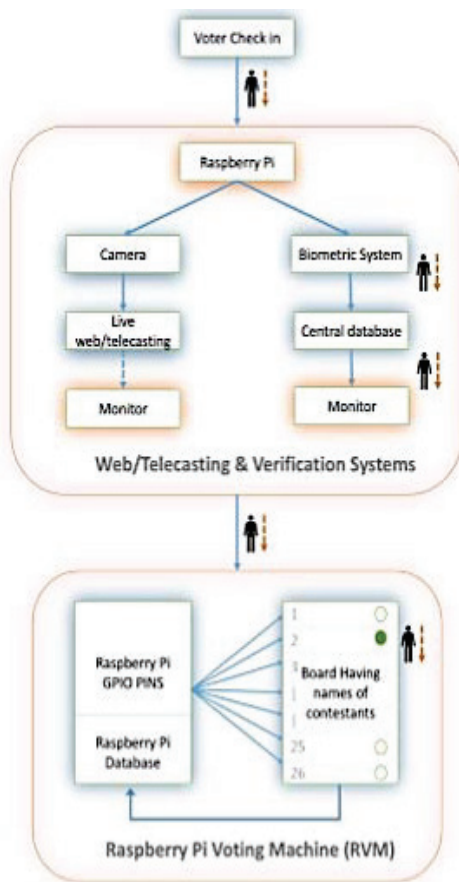 Voter Check in
Raspberry Pi
Camera
Biometric System
Live
web/telecasting
Central database
Monitor
Monitor
Web/Telecasting & Verification Systems
1
2
Raspberry Pi
GPIO PINS
Board Having
names of
contestants
Raspberry Pi
Database
25
26
Raspberry Pi Voting Machine (RVM)